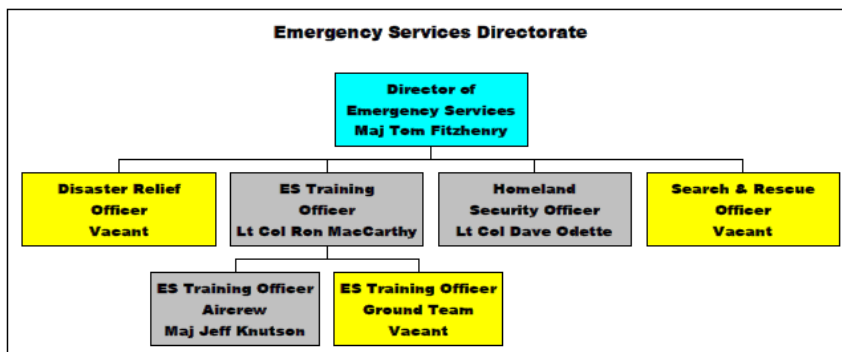 Emergency Services Directorate
Director of
Emergency Services
Maj Tom Fitzhenry
Disaster Relief
Officer
Vacant
ES Training
Officer
Lt Col Ron MacCarthy
Homeland
Security Officer
Lt Col Dave Odette
Search & Rescue
Officer
Vacant
ES Training Officer
Aircrew
Maj Jeff Knutson
ES Training Officer
Ground Team
Vacant